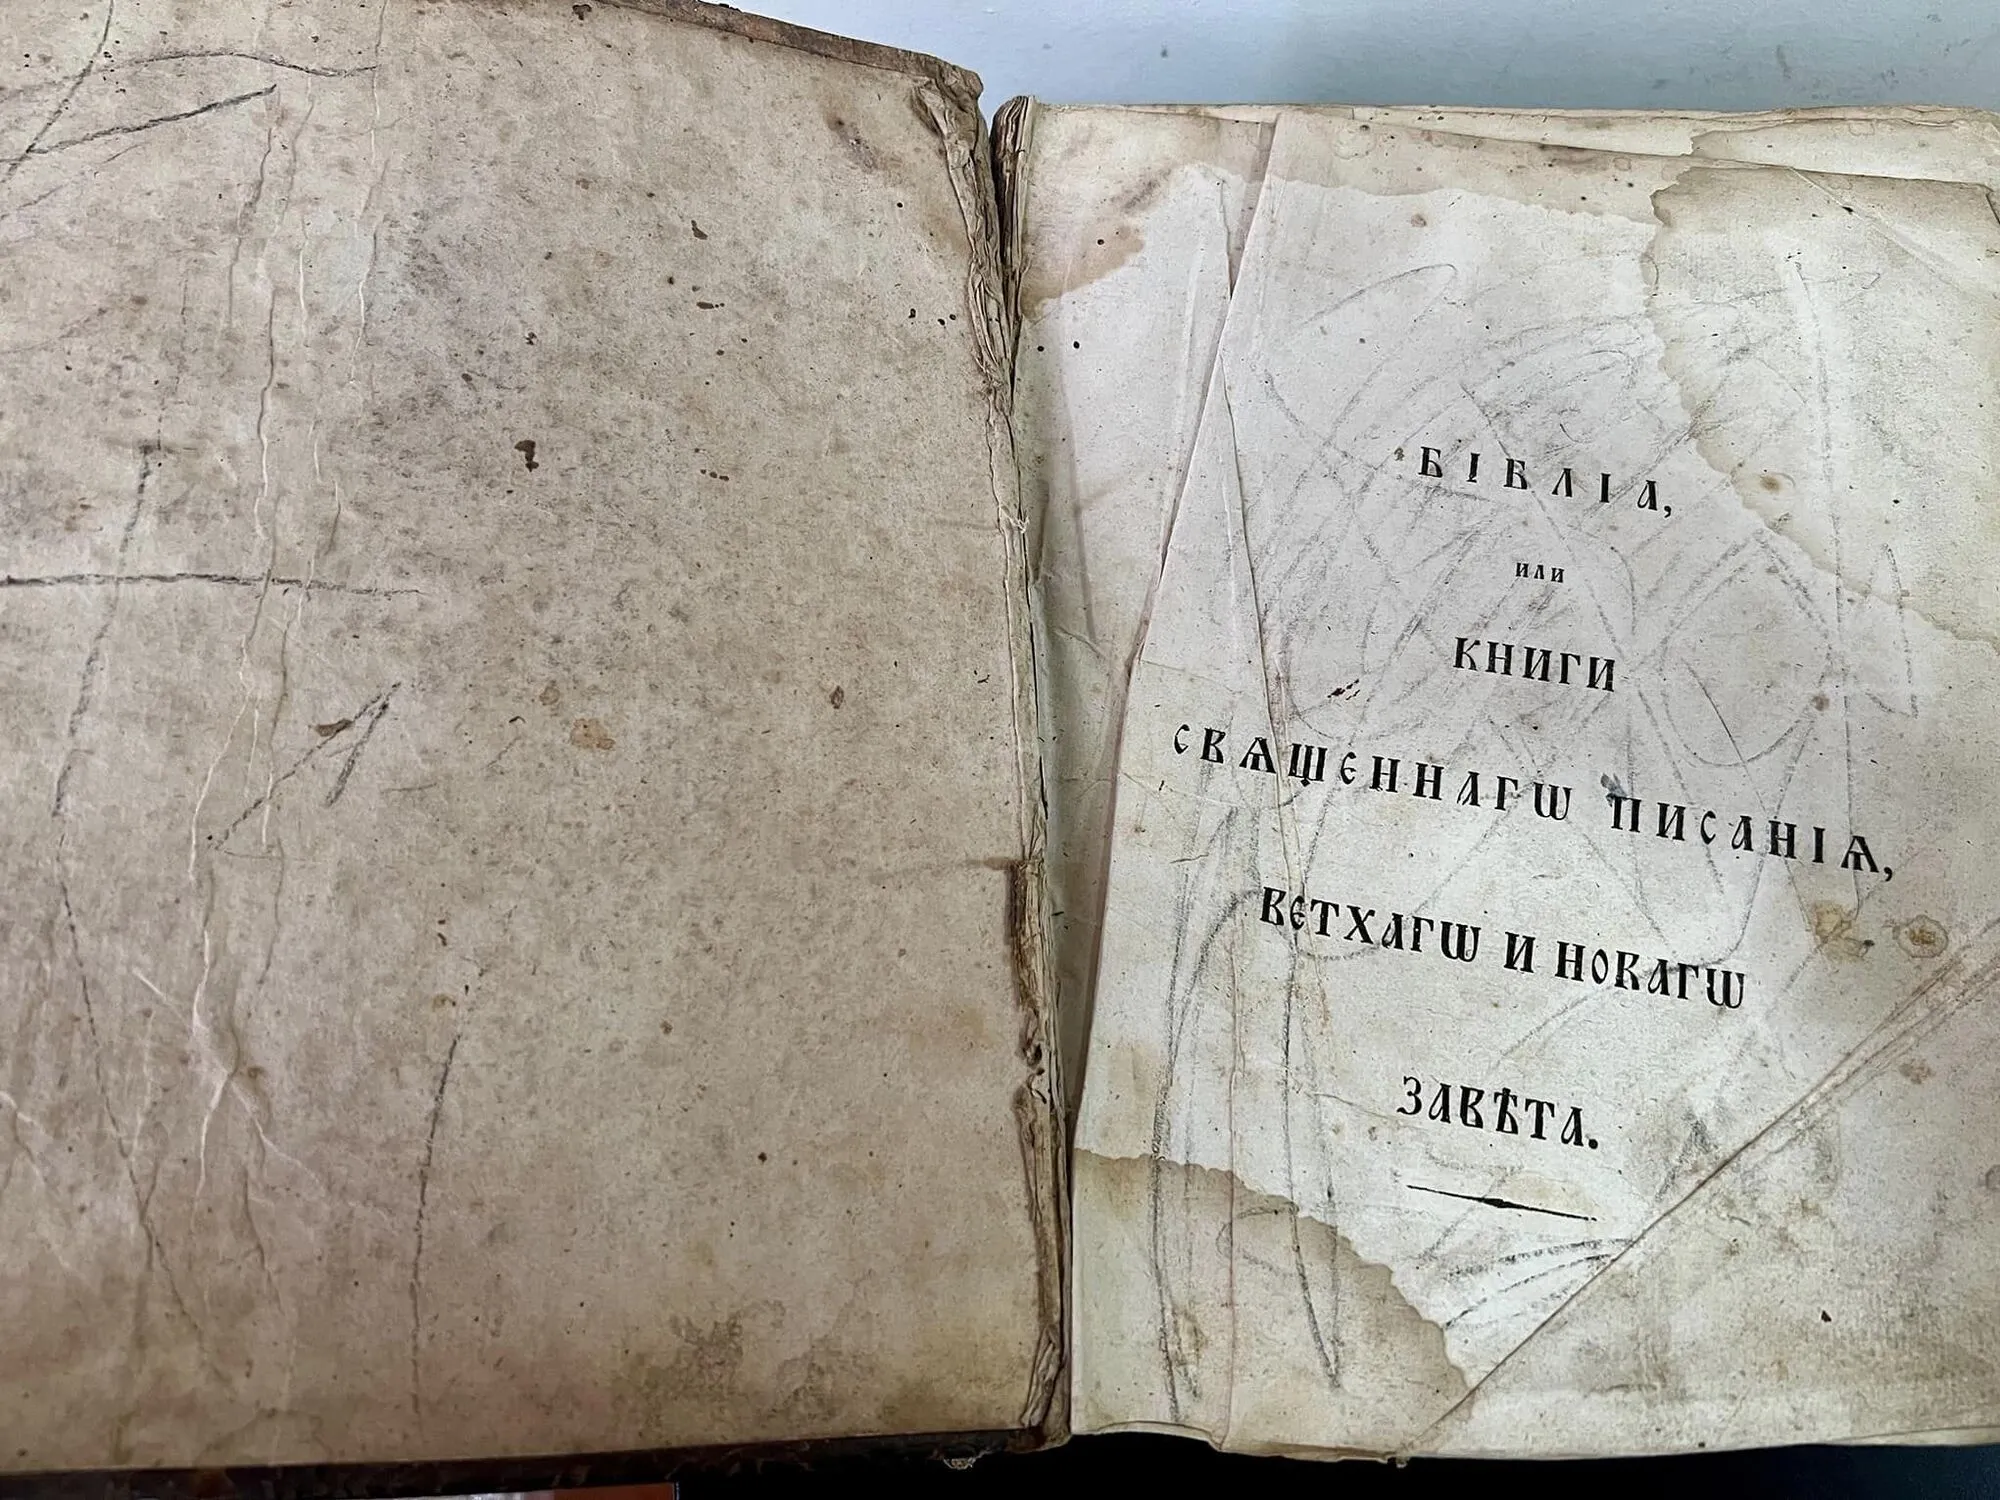 БІБЛІА,
или
КНИГИ
СВѦЩЕННАГѠ ПИСАНІѦ,
ВЕТХАГѠ И НОВАГѠ
ЗАВѢТА.